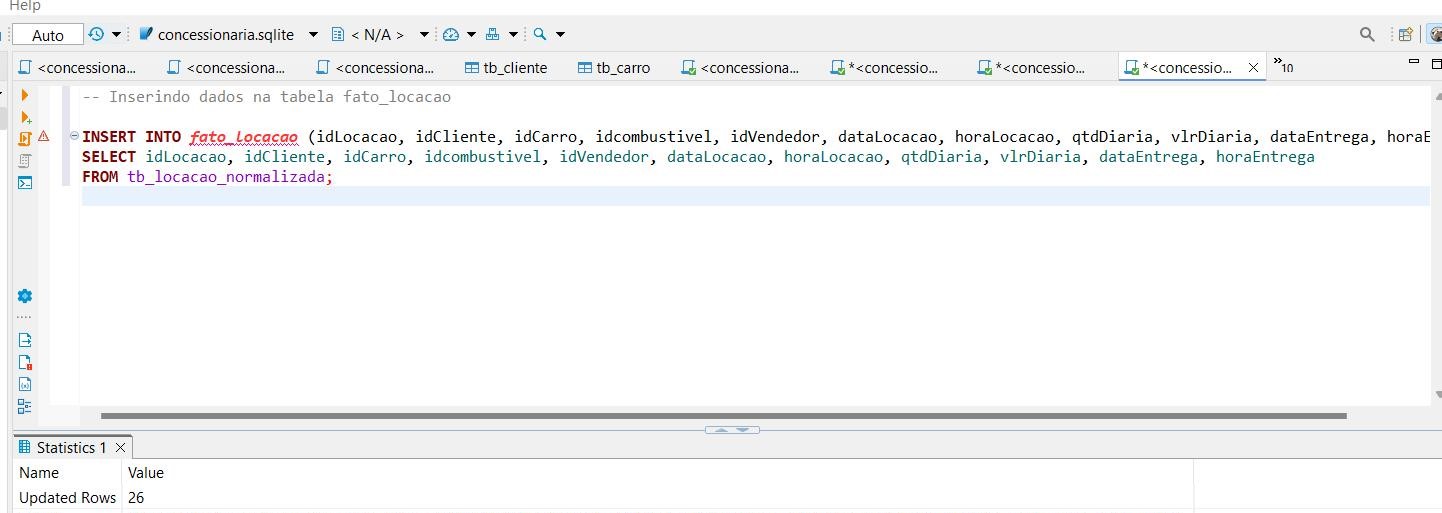 Help
Auto concessionaria.sqlite < N/A >
<concessiona... <concessiona... <concessiona... tb_cliente tb_carro <concessiona... *<concessio... *<concessio... *<concessio... »10
-- Inserindo dados na tabela fato_locacao
INSERT INTO fato_locacao (idLocacao, idCliente, idCarro, idcombustivel, idVendedor, dataLocacao, horaLocacao, qtdDiaria, vlrDiaria, dataEntrega, horaE
SELECT idLocacao, idCliente, idCarro, idcombustivel, idVendedor, dataLocacao, horaLocacao, qtdDiaria, vlrDiaria, dataEntrega, horaEntrega
FROM tb_locacao_normalizada;
Statistics 1
Name Value
Updated Rows 26